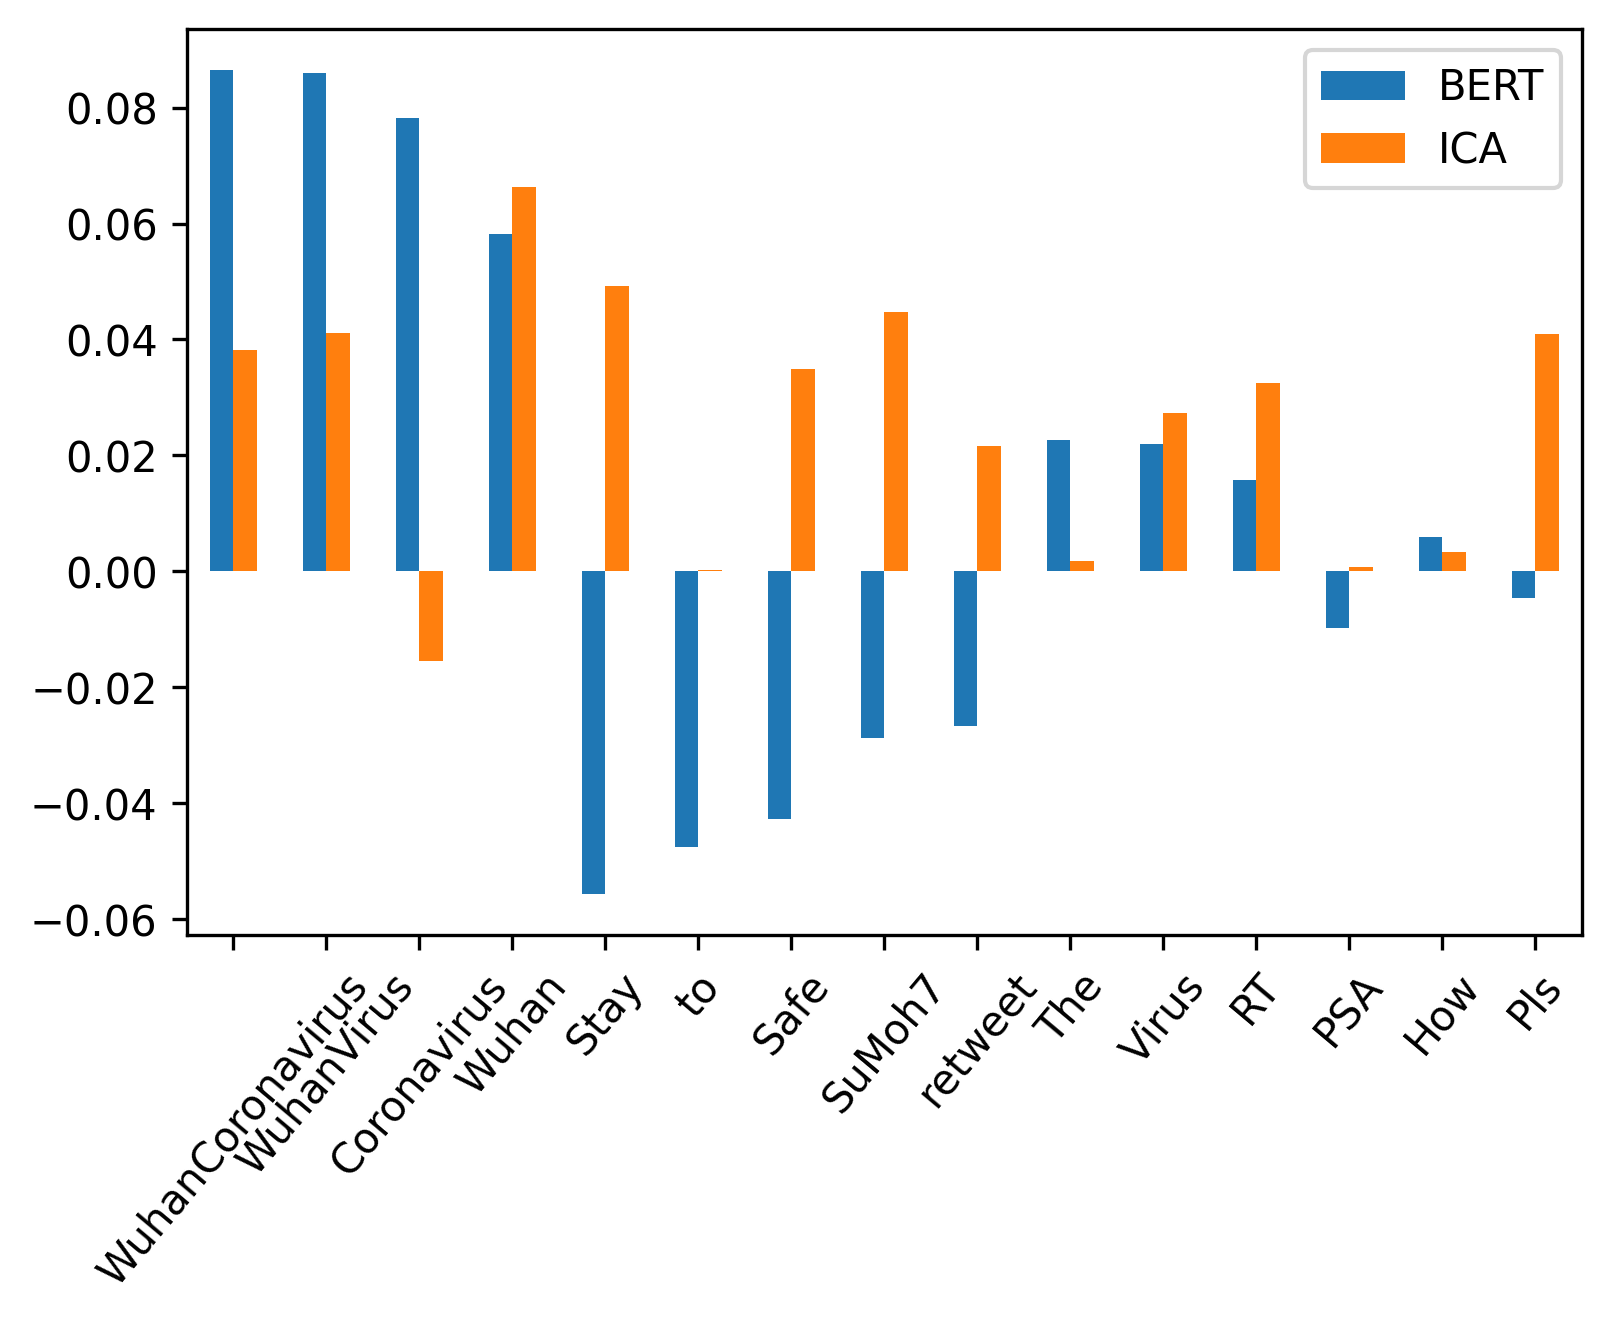 BERT
ICA
0.08
0.06
0.04
0.02
0.00
−0.02
−0.04
−0.06
WuhanCoronavirus
WuhanVirus
Coronavirus
Wuhan
Stay
to
Safe
SuMoh7
retweet
The
Virus
RT
PSA
How
Pls